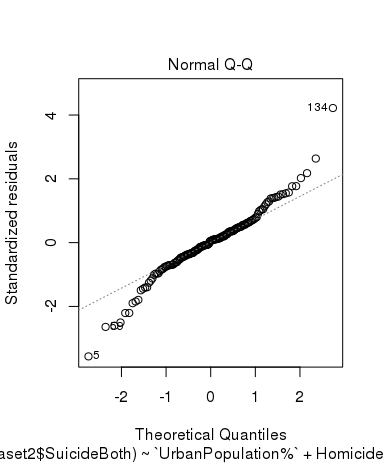 Normal Q-Q
134
4
2
0
-2
Standardized residuals
5
-2
-1
0
1
2
Theoretical Quantiles
aset2$SuicideBoth) ~ `UrbanPopulation%` + Homicide